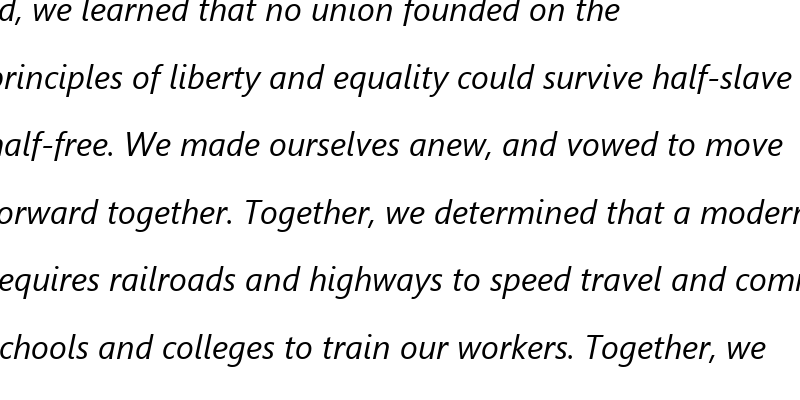 d, we learned that no union founded on the
principles of liberty and equality could survive half-slave
half-free. We made ourselves anew, and vowed to move
forward together. Together, we determined that a modern
requires railroads and highways to speed travel and
schools and colleges to train our workers. Together, we